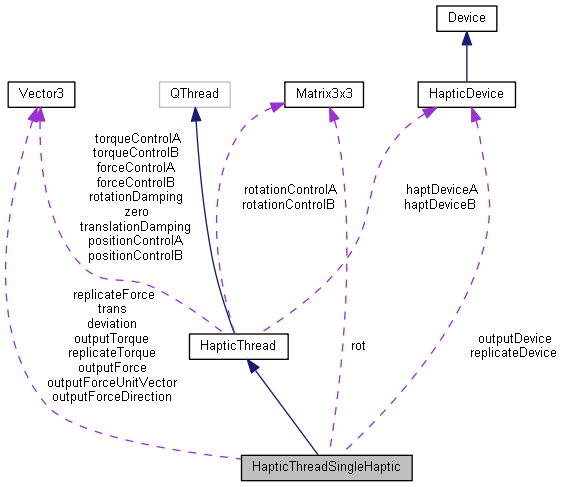 Device
Vector3
QThread
Matrix3x3
HapticDevice
torqueControlA
torqueControlB
forceControlA
forceControlB
rotationDamping
zero
translationDamping
positionControlA
positionControlB
rotationControlA
rotationControlB
haptDeviceA
haptDeviceB
replicateForce
trans
deviation
outputTorque
replicateTorque
outputForce
outputForceUnitVector
outputForceDirection
HapticThread
rot
outputDevice
replicateDevice
HapticThreadSingleHaptic